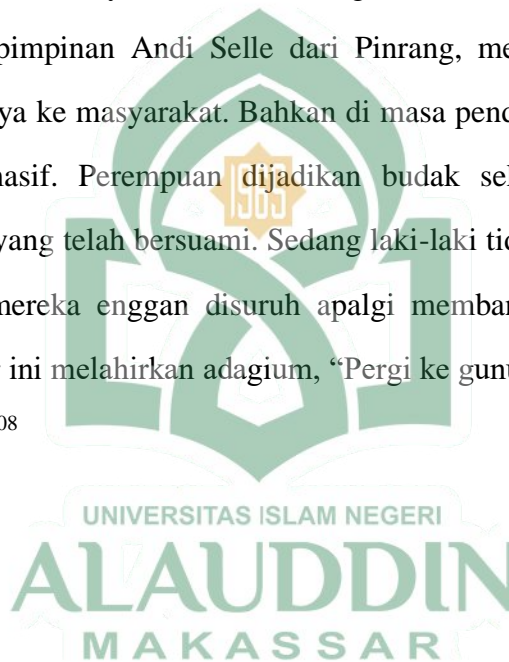 pimpinan Andi Selle dari Pinrang, me
ya ke masyarakat. Bahkan di masa pend
nasif. Perempuan dijadikan budak sek
yang telah bersuami. Sedang laki-laki tid
mereka enggan disuruh apalgi memban
ini melahirkan adagium, “Pergi ke gunu
08
1965
UNIVERSITAS ISLAM NEGERI
ALAUDDIN
MAKASSAR